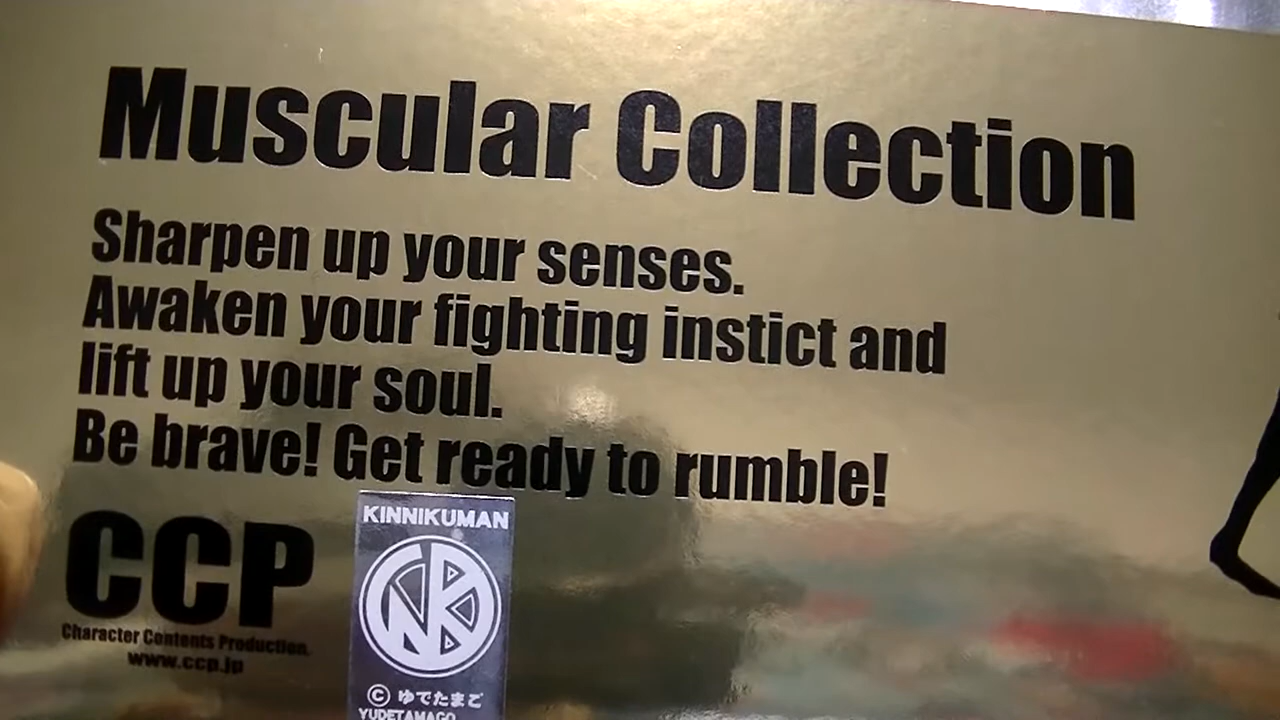 Muscular Collection
Sharpen up your senses.
Awaken your fighting instict and
lift up your soul.
Be brave! Get ready to rumble!
CCP
Character Contents Production.
www.ccp.jp
KINNIKUMAN
© ゆでたまご
YUDETAMAGO